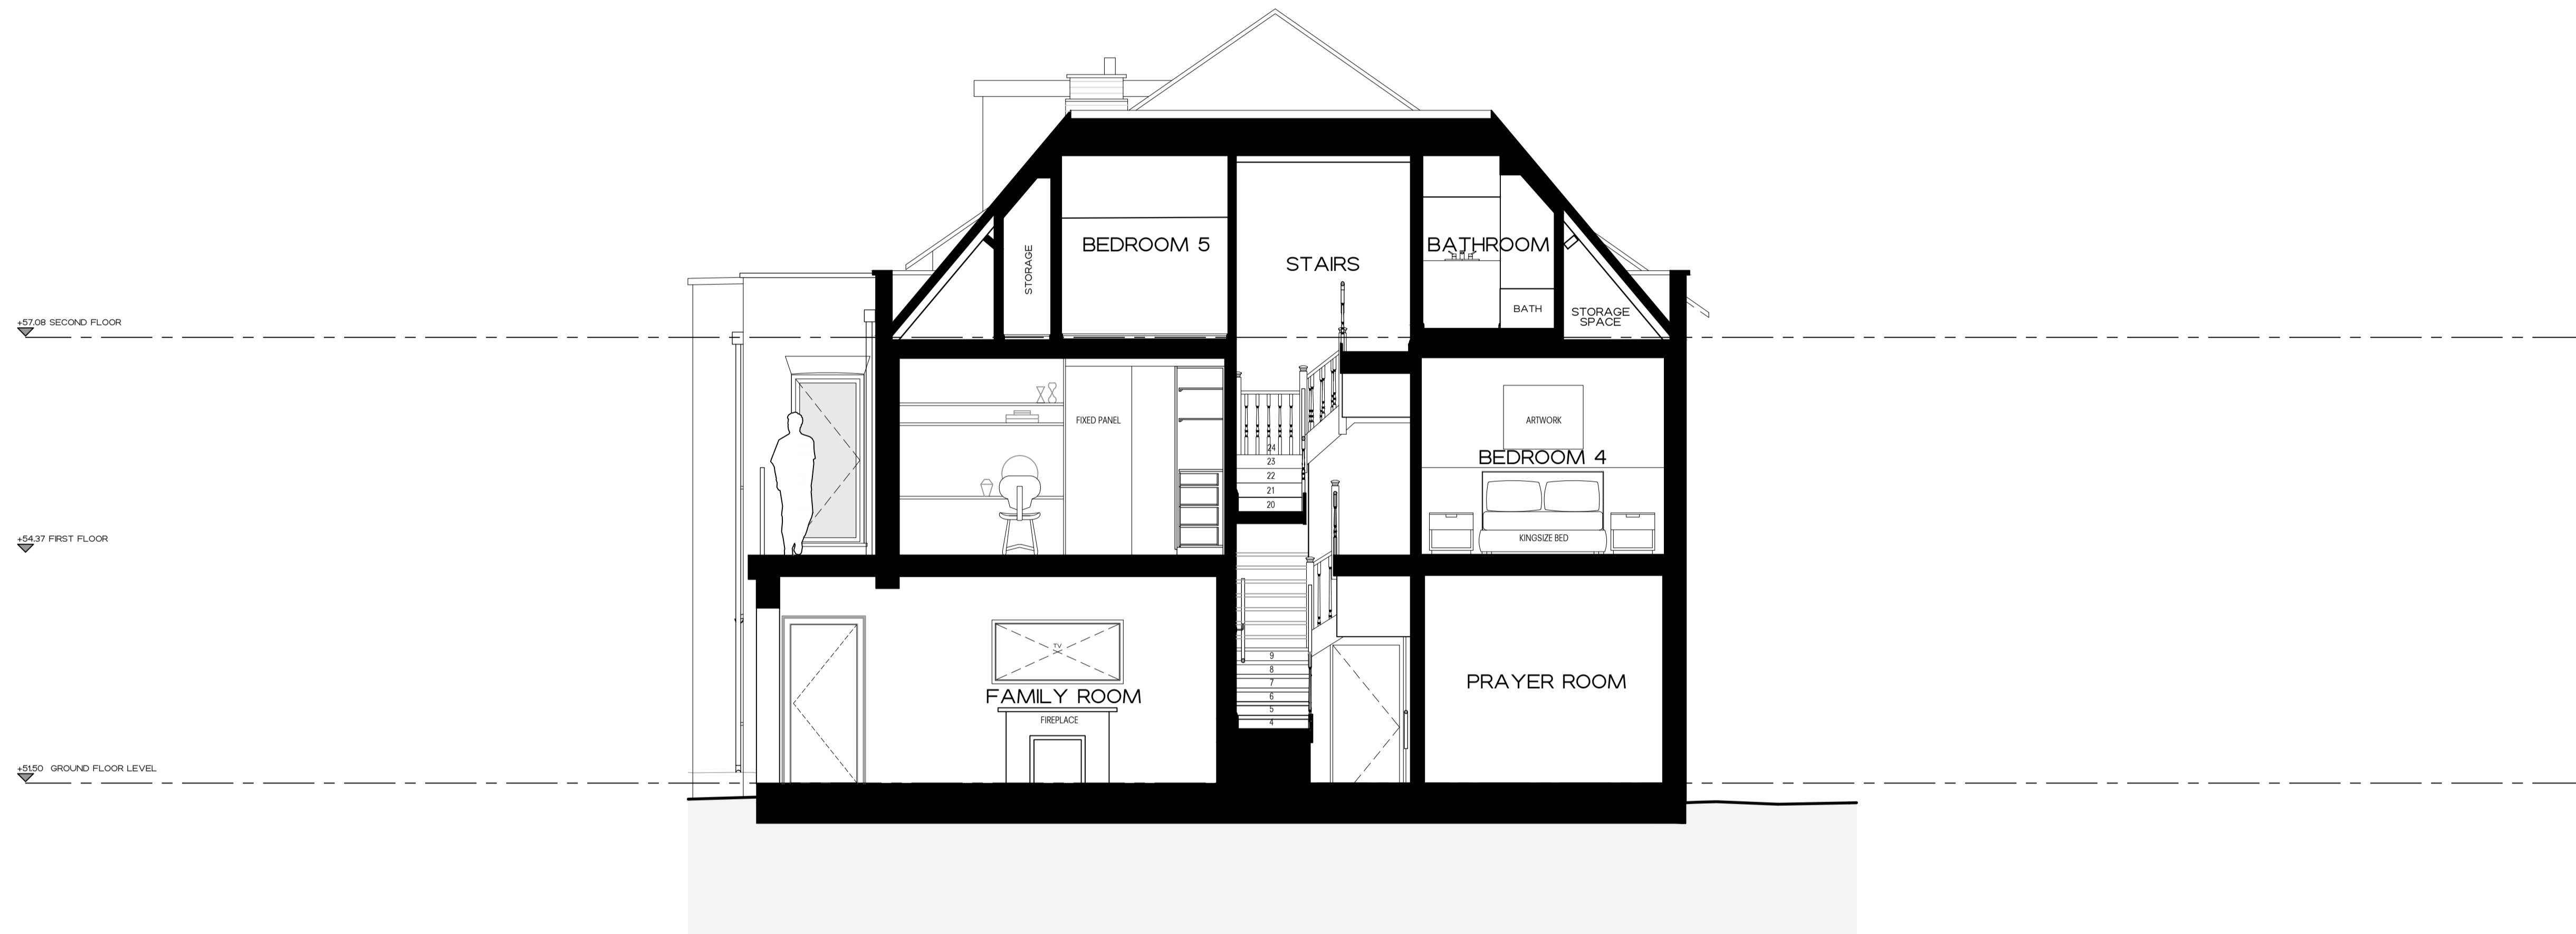 BEDROOM 5
BATHROOM
STAIRS
STORAGE
BATH
STORAGE
SPACE
+57.08 SECOND FLOOR
FIXED PANEL
ARTWORK
24
BEDROOM 4
23
22
21
20
+54.37 FIRST FLOOR
KINGSIZE BED
TV
9
8
7
PRAYER ROOM
6
FAMILY ROOM
5
FIREPLACE
4
+51.50 GROUND FLOOR LEVEL